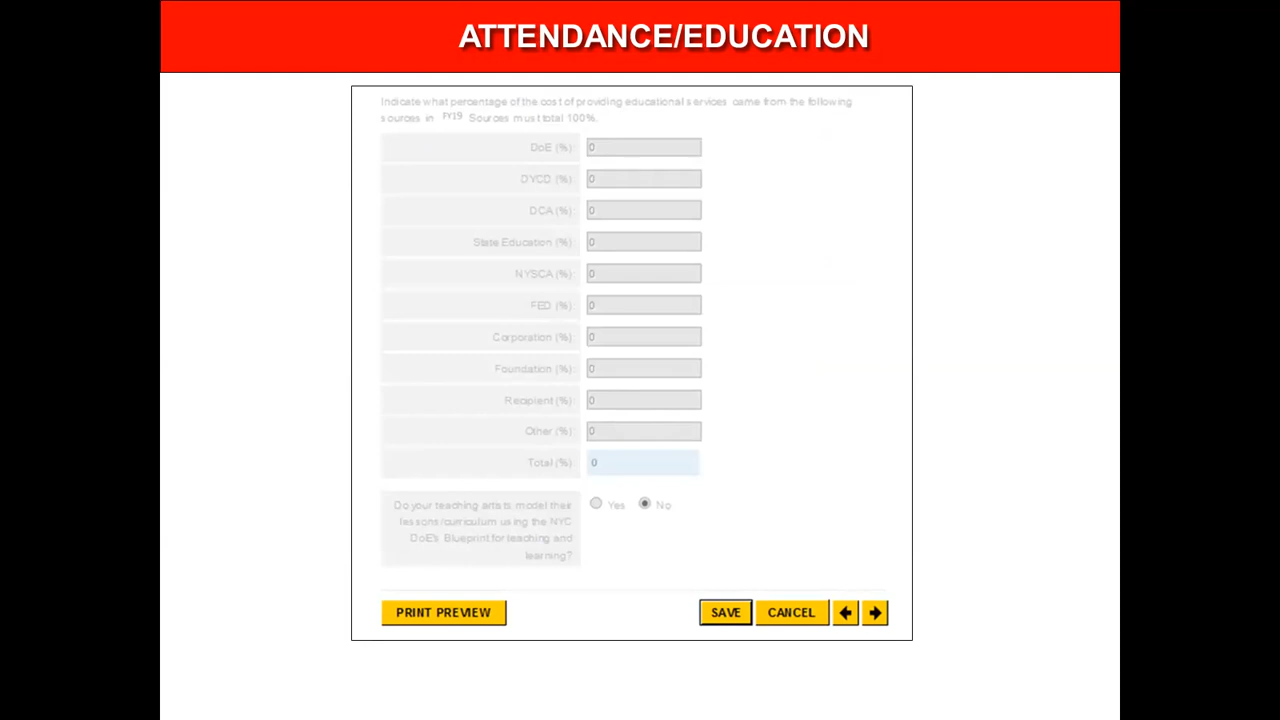 ATTENDANCE/EDUCATION
Indicate what percentage of the cost of providing educational services came from the following
sources in FY19 Sources must total 100%.
DoE (%): 0
DYCD (%): 0
DCA (%): 0
State Education (%): 0
NYSCA (%): 0
FED (%): 0
Corporation (%): 0
Foundation (%): 0
Recipient (%): 0
Other (%): 0
Total (%) 0
Do your teaching artists model their
lessons/curriculum using the NYC
DoE's Blueprint for teaching and
learning?
Yes No
PRINT PREVIEW SAVE CANCEL